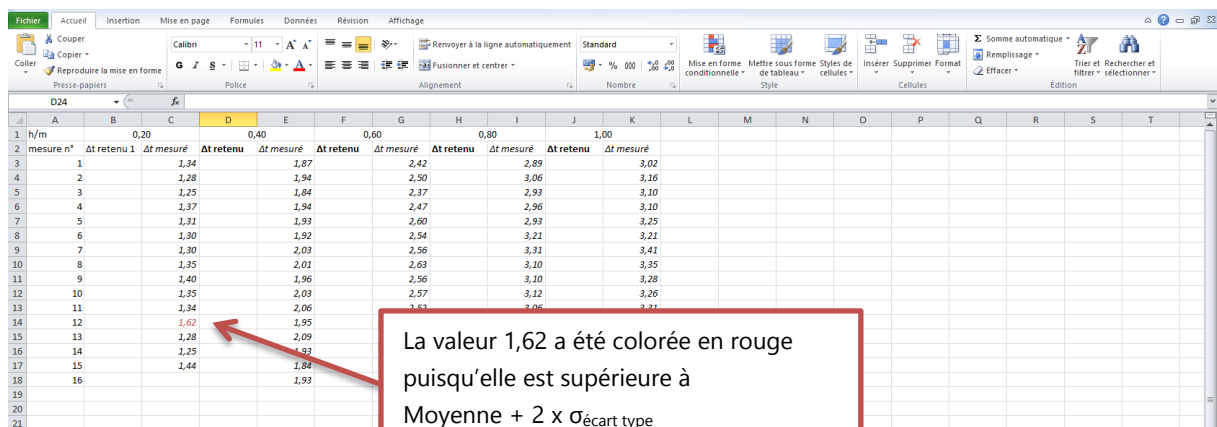 Fichier Accueil Insertion Mise en page Formules Données Révision Affichage
Couper
Copier
Reproduire la mise en forme
Coller
Presse-papiers
Calibri 11 A A
G I S A
Police
Renvoyer à la ligne automatiquement
Fusionner et centrer
Alignement
Standard
% 000 ,0 ,00 ,00 ,0
Nombre
Mise en forme conditionnelle
Mettre sous forme de tableau
Styles de cellules
Style
Insérer Supprimer Format
Cellules
Σ Somme automatique
Remplissage
Effacer
Trier et filtrer
Rechercher et sélectionner
Édition
D24 fx
A B C D E F G H I J K L M N O P Q R S T
1 h/m 0,20 0,40 0,60 0,80 1,00
2 mesure n° Δt retenu 1 Δt mesuré Δt retenu Δt mesuré Δt retenu Δt mesuré Δt retenu Δt mesuré Δt retenu Δt mesuré
3 1 1,34 1,87 2,42 2,89 3,02
4 2 1,28 1,94 2,50 3,06 3,16
5 3 1,25 1,84 2,37 2,93 3,10
6 4 1,37 1,94 2,47 2,96 3,10
7 5 1,31 1,93 2,60 2,93 3,25
8 6 1,30 1,92 2,54 3,21 3,21
9 7 1,30 2,03 2,56 3,31 3,41
10 8 1,35 2,01 2,63 3,10 3,35
11 9 1,40 1,96 2,56 3,10 3,28
12 10 1,35 2,03 2,57 3,12 3,26
13 11 1,34 2,06
14 12 1,62 1,95
15 13 1,28 2,09
16 14 1,25 1,93
17 15 1,44 1,84
18 16 1,93
19
20
21
La valeur 1,62 a été colorée en rouge
puisqu'elle est supérieure à
Moyenne + 2 x σécart type